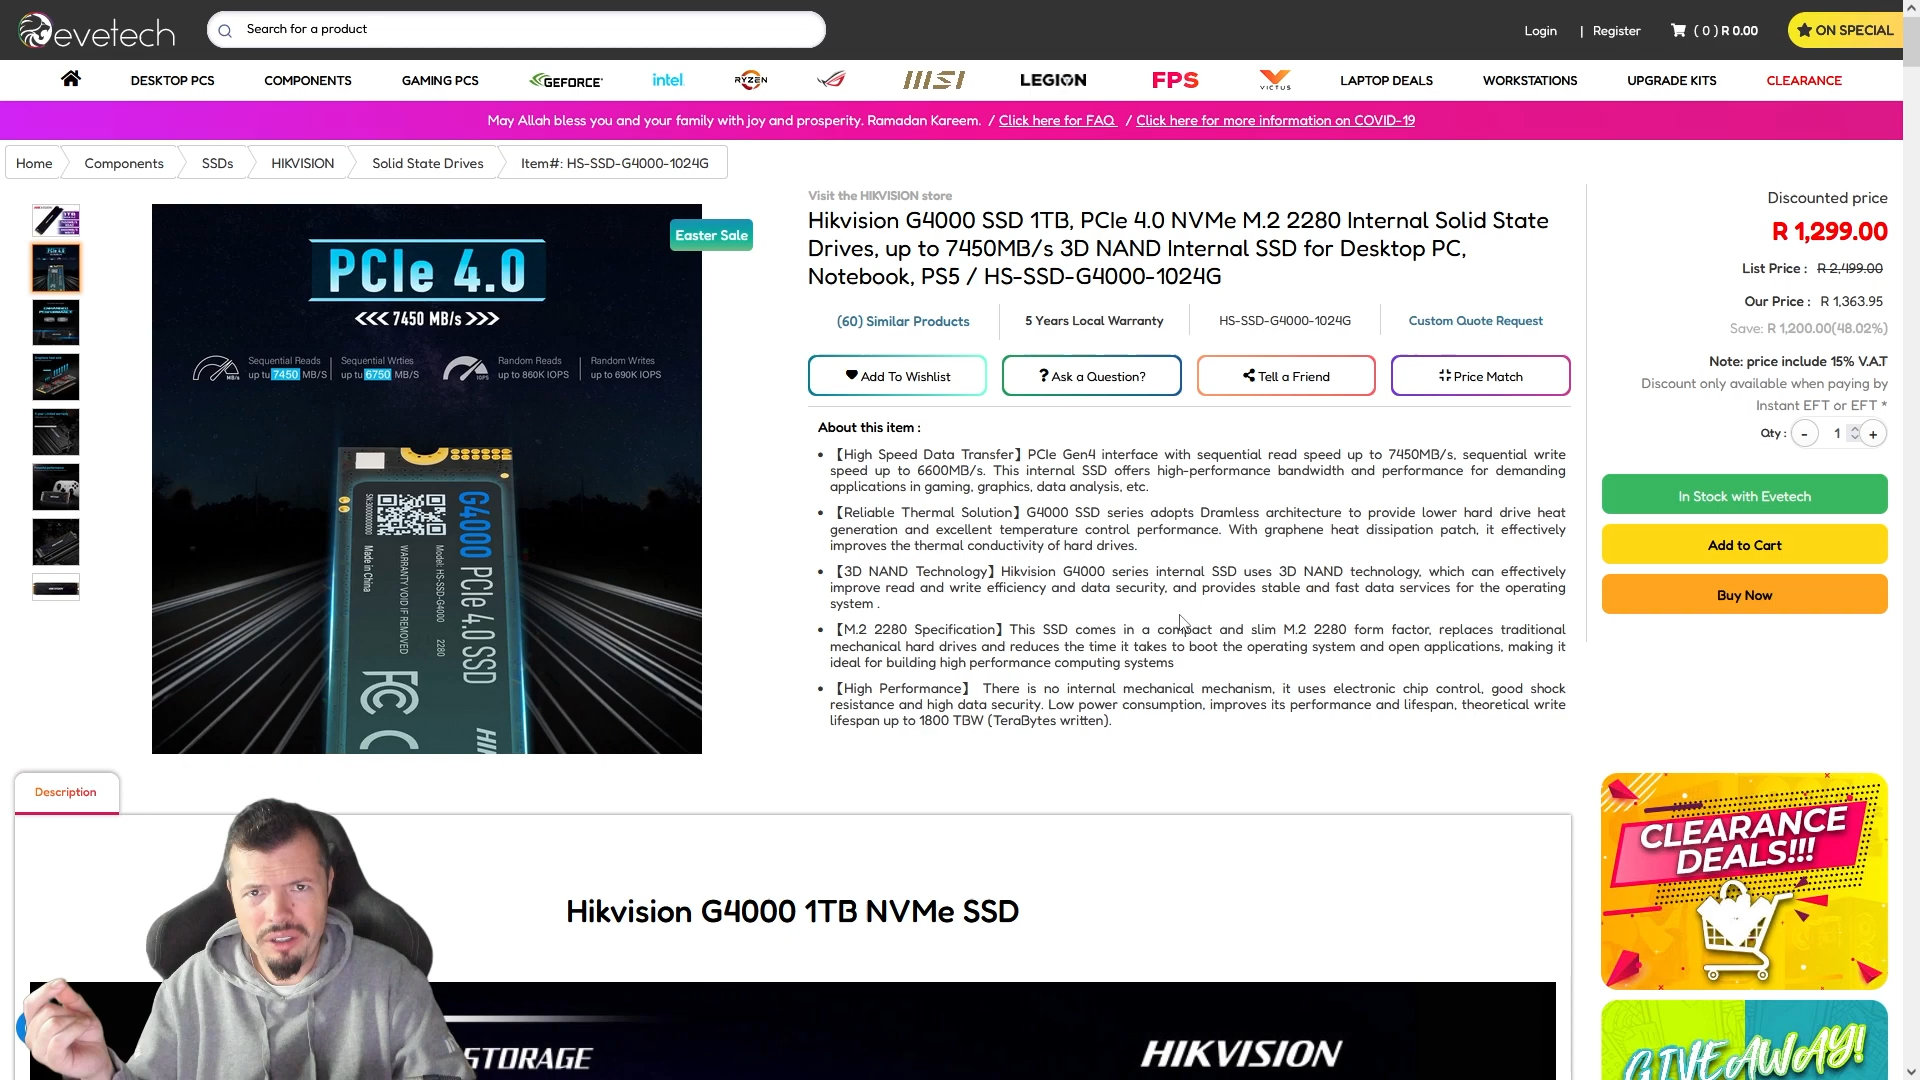 evetech
Search for a product
Login | Register
( 0 ) R 0.00
ON SPECIAL
DESKTOP PCS
COMPONENTS
GAMING PCS
GEFORCE
intel
RYZEN
MSI
LEGION
FPS
VICTUS
LAPTOP DEALS
WORKSTATIONS
UPGRADE KITS
CLEARANCE
May Allah bless you and your family with joy and prosperity. Ramadan Kareem. / Click here for FAQ / Click here for more information on COVID-19
Home
Components
SSDs
HIKVISION
Solid State Drives
Item#: HS-SSD-G4000-1024G
Easter Sale
PCIe 4.0
<<< 7450 MB/s >>>
Sequential Reads
up to 7450 MB/S
Sequential Wrties
up to 6750 MB/S
Random Reads
up to 860K IOPS
Random Writes
up to 690K IOPS
MB/s
IOPS
G4000 PCIe 4.0 SSD
Model: HS-SSD-G4000 2280
WARRANTY VOID IF REMOVED
Made in China
FC
HI
Visit the HIKVISION store
Hikvision G4000 SSD 1TB, PCIe 4.0 NVMe M.2 2280 Internal Solid State
Drives, up to 7450MB/s 3D NAND Internal SSD for Desktop PC,
Notebook, PS5 / HS-SSD-G4000-1024G
(60) Similar Products
5 Years Local Warranty
HS-SSD-G4000-1024G
Custom Quote Request
Add To Wishlist
? Ask a Question?
Tell a Friend
Price Match
About this item :
• 【High Speed Data Transfer】PCIe Gen4 interface with sequential read speed up to 7450MB/s, sequential write
speed up to 6600MB/s. This internal SSD offers high-performance bandwidth and performance for demanding
applications in gaming, graphics, data analysis, etc.
• 【Reliable Thermal Solution】G4000 SSD series adopts Dramless architecture to provide lower hard drive heat
generation and excellent temperature control performance. With graphene heat dissipation patch, it effectively
improves the thermal conductivity of hard drives.
• 【3D NAND Technology】Hikvision G4000 series internal SSD uses 3D NAND technology, which can effectively
improve read and write efficiency and data security, and provides stable and fast data services for the operating
system .
• 【M.2 2280 Specification】This SSD comes in a compact and slim M.2 2280 form factor, replaces traditional
mechanical hard drives and reduces the time it takes to boot the operating system and open applications, making it
ideal for building high performance computing systems
• 【High Performance】 There is no internal mechanical mechanism, it uses electronic chip control, good shock
resistance and high data security. Low power consumption, improves its performance and lifespan, theoretical write
lifespan up to 1800 TBW (TeraBytes written).
Discounted price
R 1,299.00
List Price : R 2,499.00
Our Price : R 1,363.95
Save: R 1,200.00(48.02%)
Note: price include 15% V.A.T
Discount only available when paying by
Instant EFT or EFT *
Qty : - 1 +
In Stock with Evetech
Add to Cart
Buy Now
CLEARANCE
DEALS!!!
GIVEAWAY!
Description
Hikvision G4000 1TB NVMe SSD
STORAGE
HIKVISION